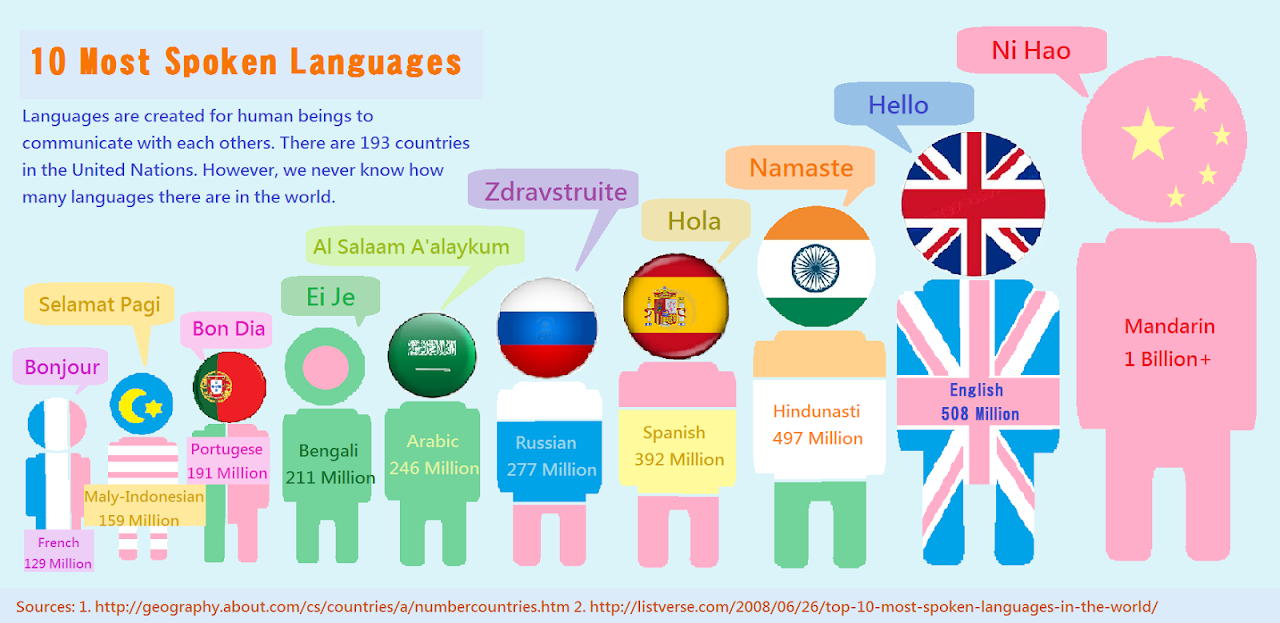 10 Most Spoken Languages
Languages are created for human beings to
communicate with each others. There are 193 countries
in the United Nations. However, we never know how
many languages there are in the world.
Bonjour
Selamat Pagi
Bon Dia
Ei Je
Al Salaam A'alaykum
Zdravstruite
Hola
Namaste
Hello
Ni Hao
French
129 Million
Maly-Indonesian
159 Million
Portugese
191 Million
Bengali
211 Million
Arabic
246 Million
Russian
277 Million
Spanish
392 Million
Hindunasti
497 Million
English
508 Million
Mandarin
1 Billion+
Sources: 1. http://geography.about.com/cs/countries/a/numbercountries.htm 2. http://listverse.com/2008/06/26/top-10-most-spoken-languages-in-the-world/